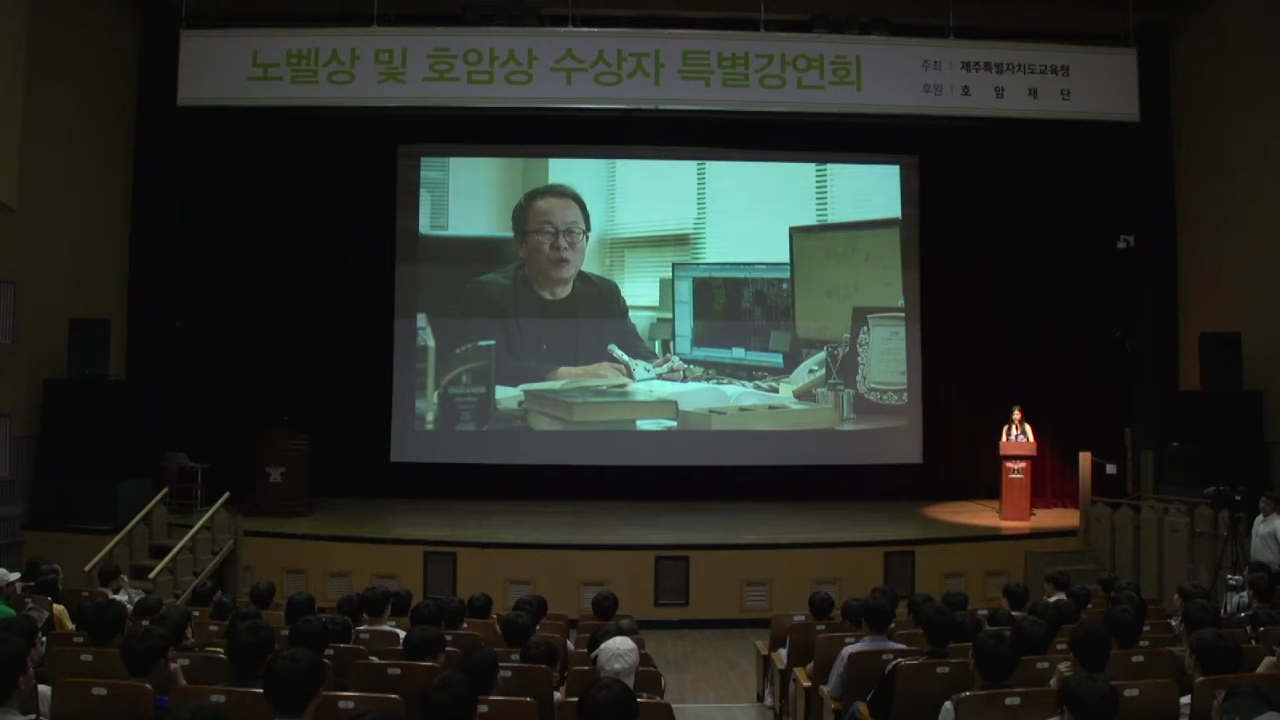 노벨상 및 호암상 수상자 특별강연회
주최 | 제주특별자치도교육청
후원 | 호 암 재 단